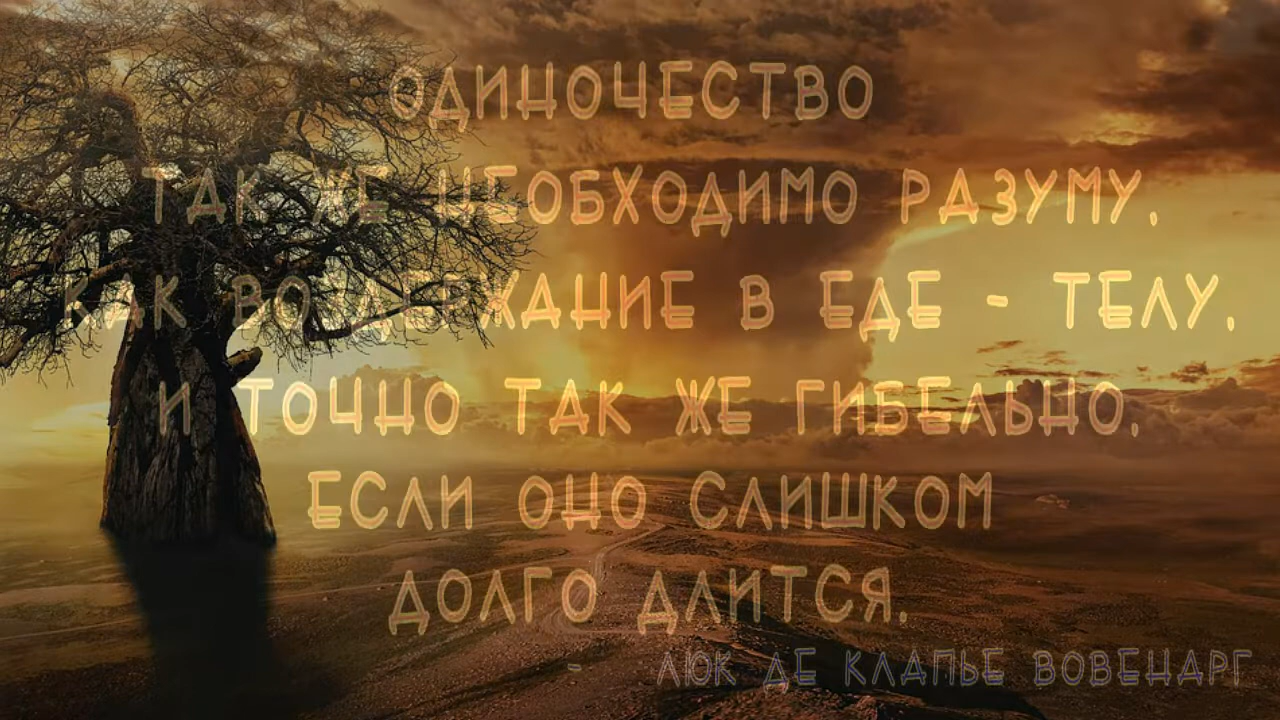 ОДИНОЧЕСТВО
ТАК ЖЕ НЕОБХОДИМО РАЗУМУ,
КАК ВОЗДЕРЖАНИЕ В ЕДЕ - ТЕЛУ,
И ТОЧНО ТАК ЖЕ ГИБЕЛЬНО,
ЕСЛИ ОНО СЛИШКОМ
ДОЛГО ДЛИТСЯ.
- ЛЮК ДЕ КЛАПЬЕ ВОВЕНАРГ